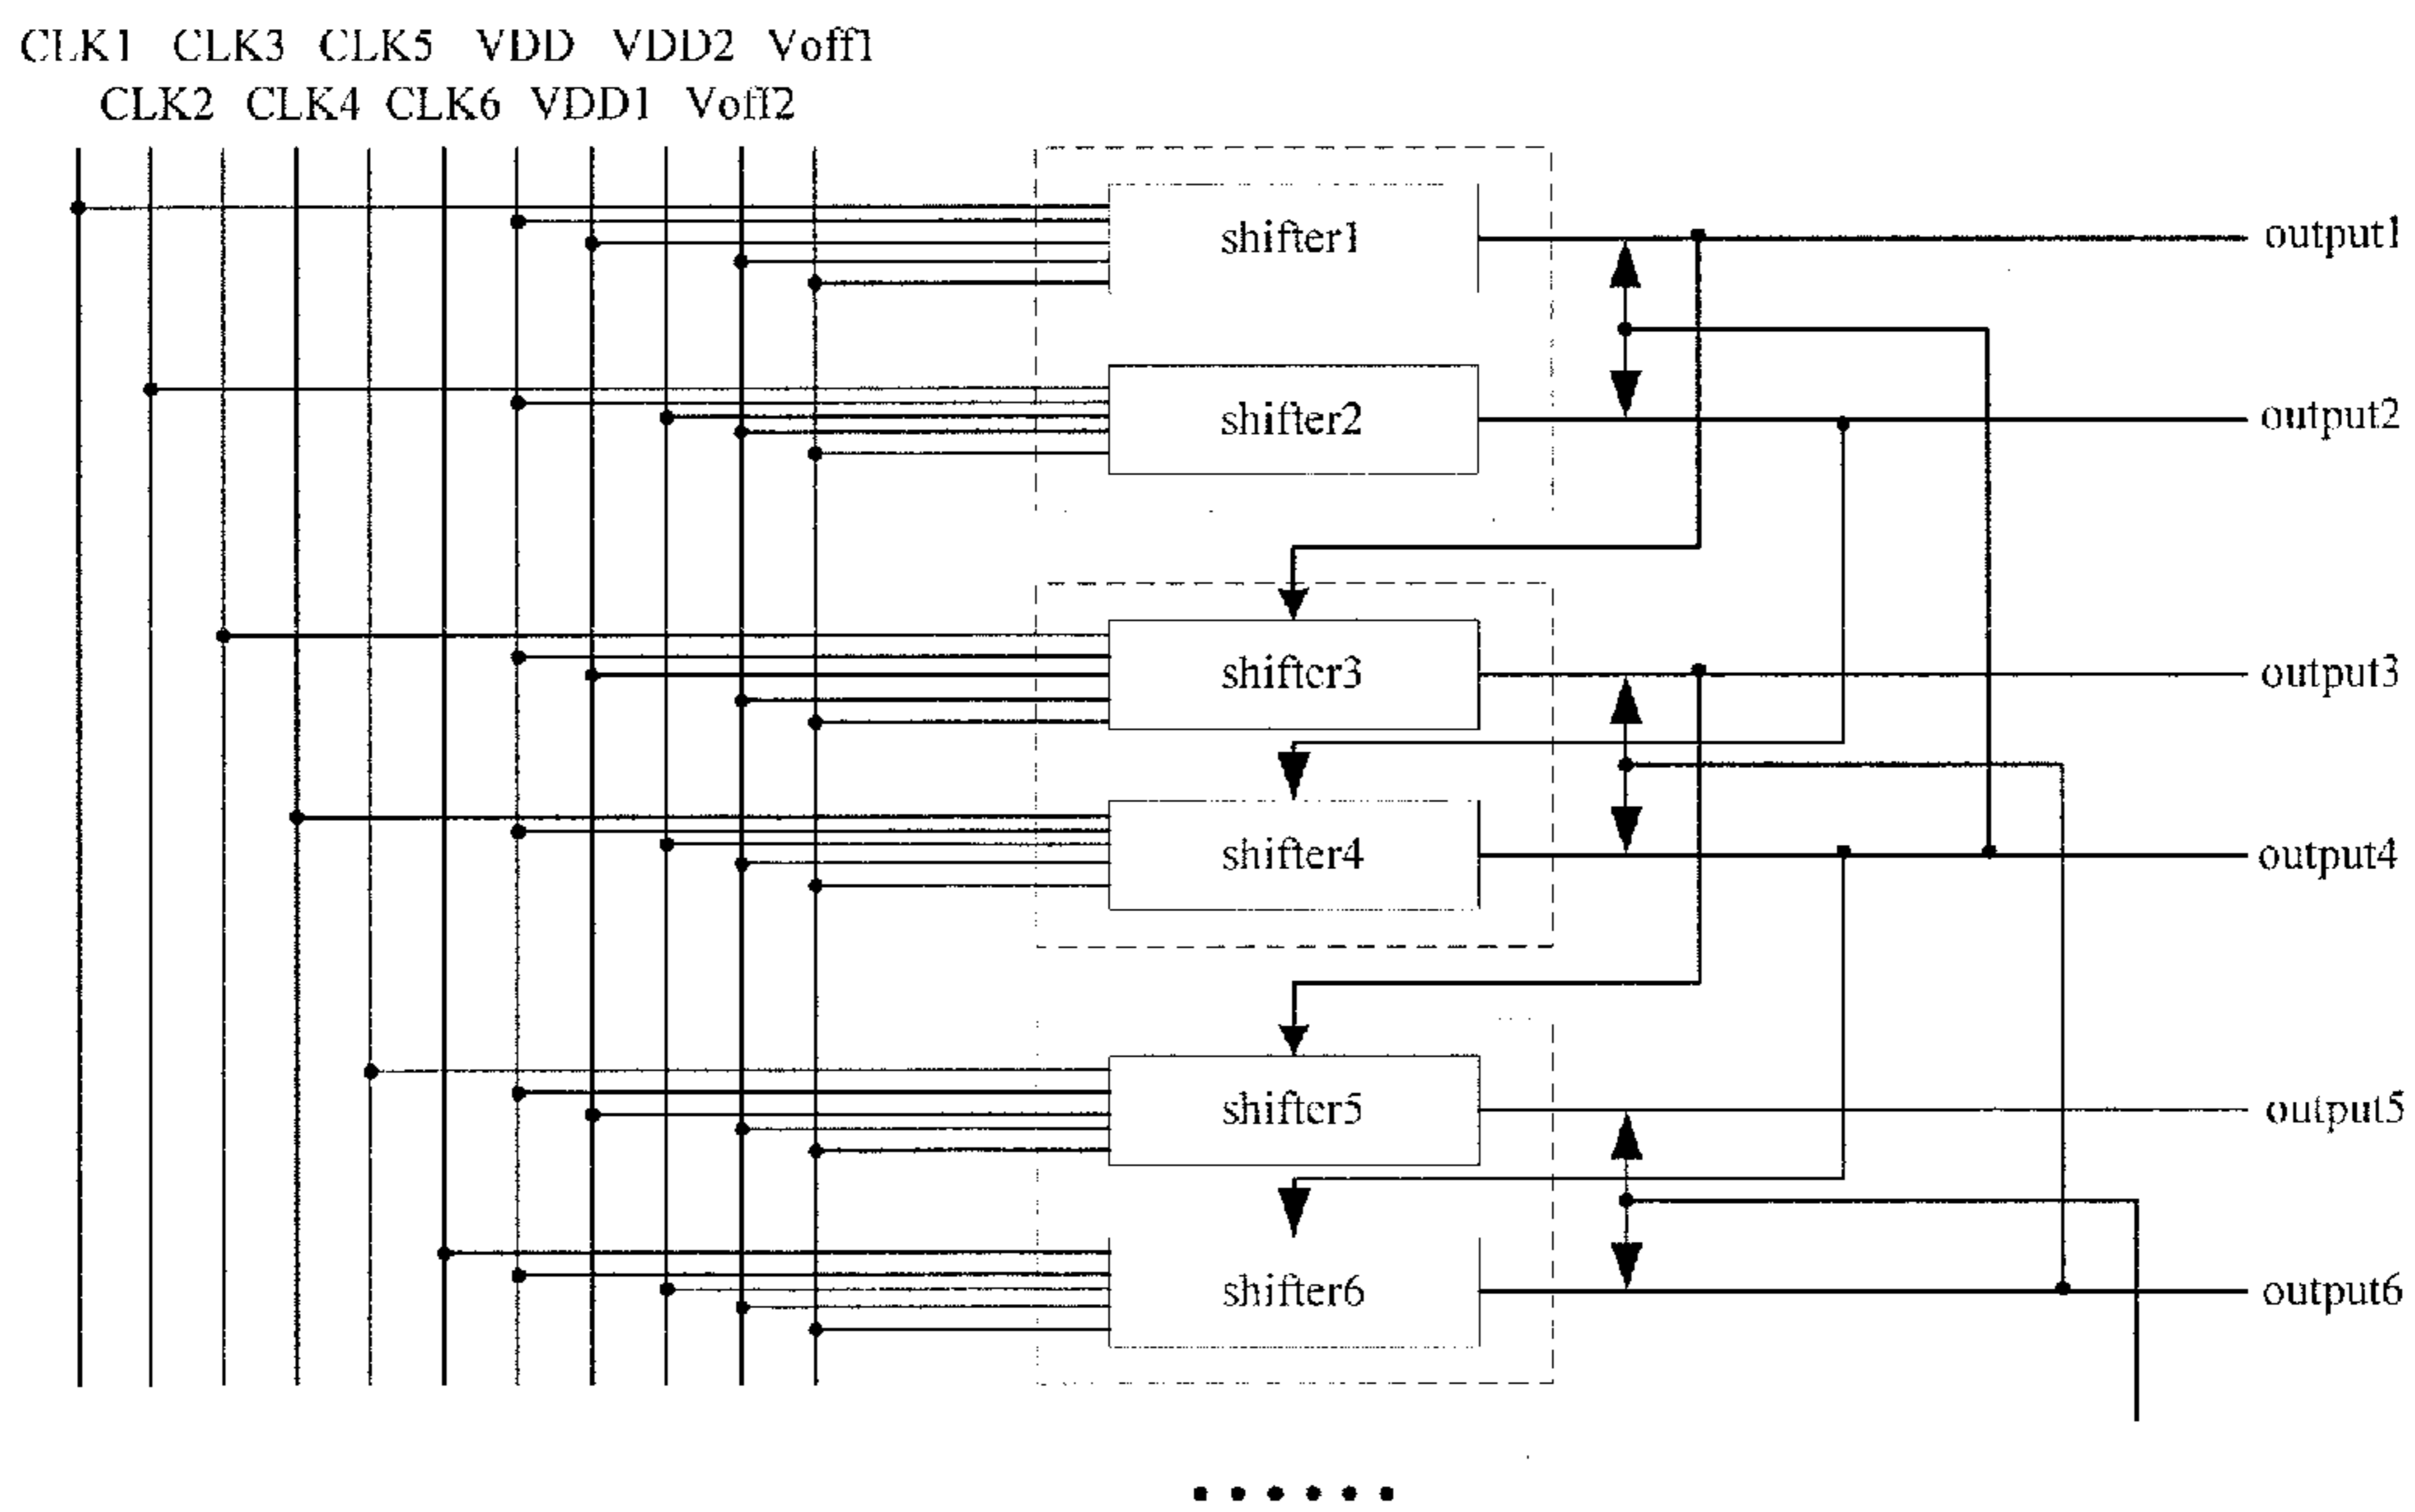 CLK1 CLK3 CLK5 VDD VDD2 Voff1
CLK2 CLK4 CLK6 VDD1 Voff2
shifter1
output1
shifter2
output2
shifter3
output3
shifter4
output4
shifter5
output5
shifter6
output6